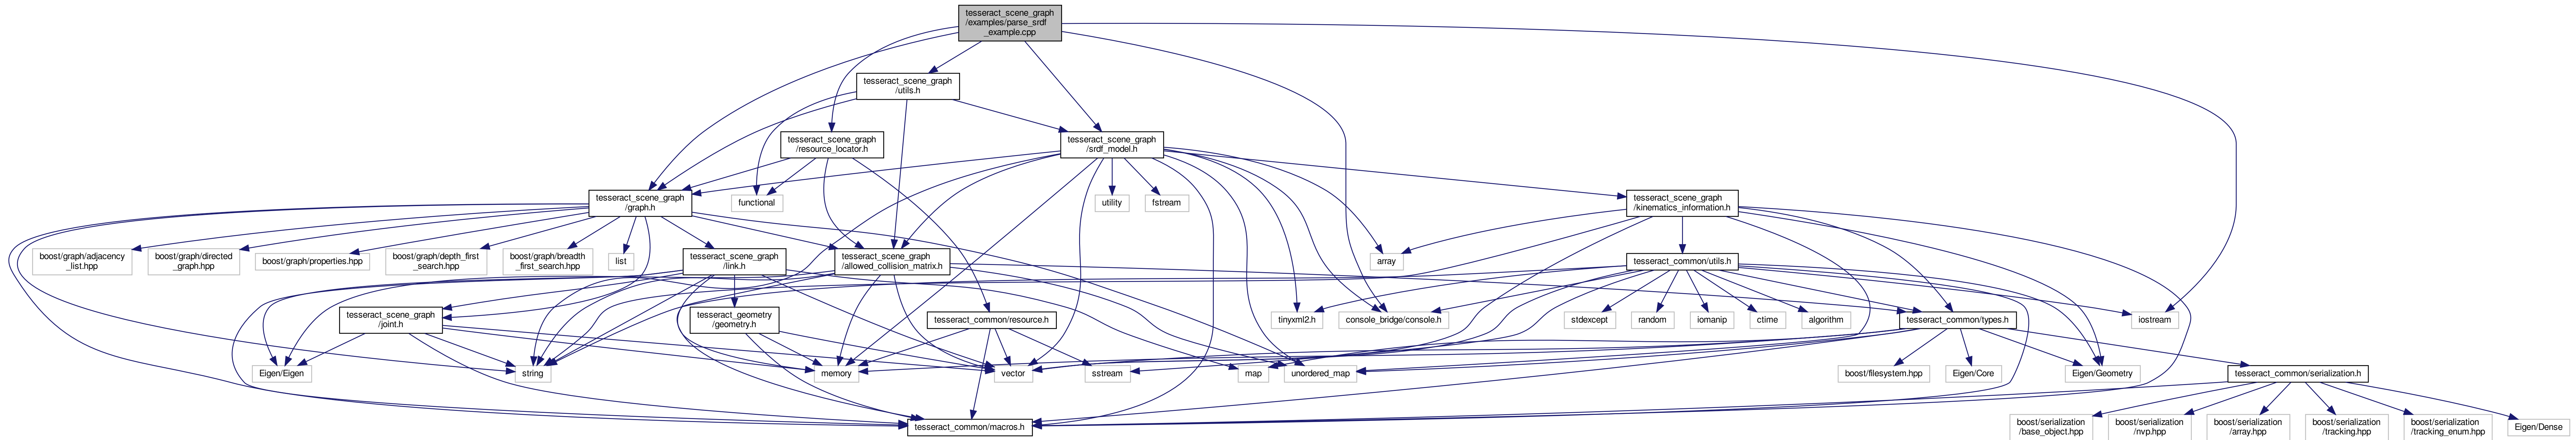 tesseract_scene_graph
/examples/parse_srdf
_example.cpp
tesseract_scene_graph
/utils.h
tesseract_scene_graph
/resource_locator.h
tesseract_scene_graph
/srdf_model.h
tesseract_scene_graph
/graph.h
functional
utility
fstream
tesseract_scene_graph
/kinematics_information.h
boost/graph/adjacency
_list.hpp
boost/graph/directed
_graph.hpp
boost/graph/properties.hpp
boost/graph/depth_first
_search.hpp
boost/graph/breadth
_first_search.hpp
list
tesseract_scene_graph
/link.h
tesseract_scene_graph
/allowed_collision_matrix.h
array
tesseract_common/utils.h
tesseract_scene_graph
/joint.h
tesseract_geometry
/geometry.h
tesseract_common/resource.h
tinyxml2.h
console_bridge/console.h
stdexcept
random
iomanip
ctime
algorithm
tesseract_common/types.h
iostream
Eigen/Eigen
string
memory
vector
sstream
map
unordered_map
boost/filesystem.hpp
Eigen/Core
Eigen/Geometry
tesseract_common/serialization.h
tesseract_common/macros.h
boost/serialization
/base_object.hpp
boost/serialization
/nvp.hpp
boost/serialization
/array.hpp
boost/serialization
/tracking.hpp
boost/serialization
/tracking_enum.hpp
Eigen/Dense